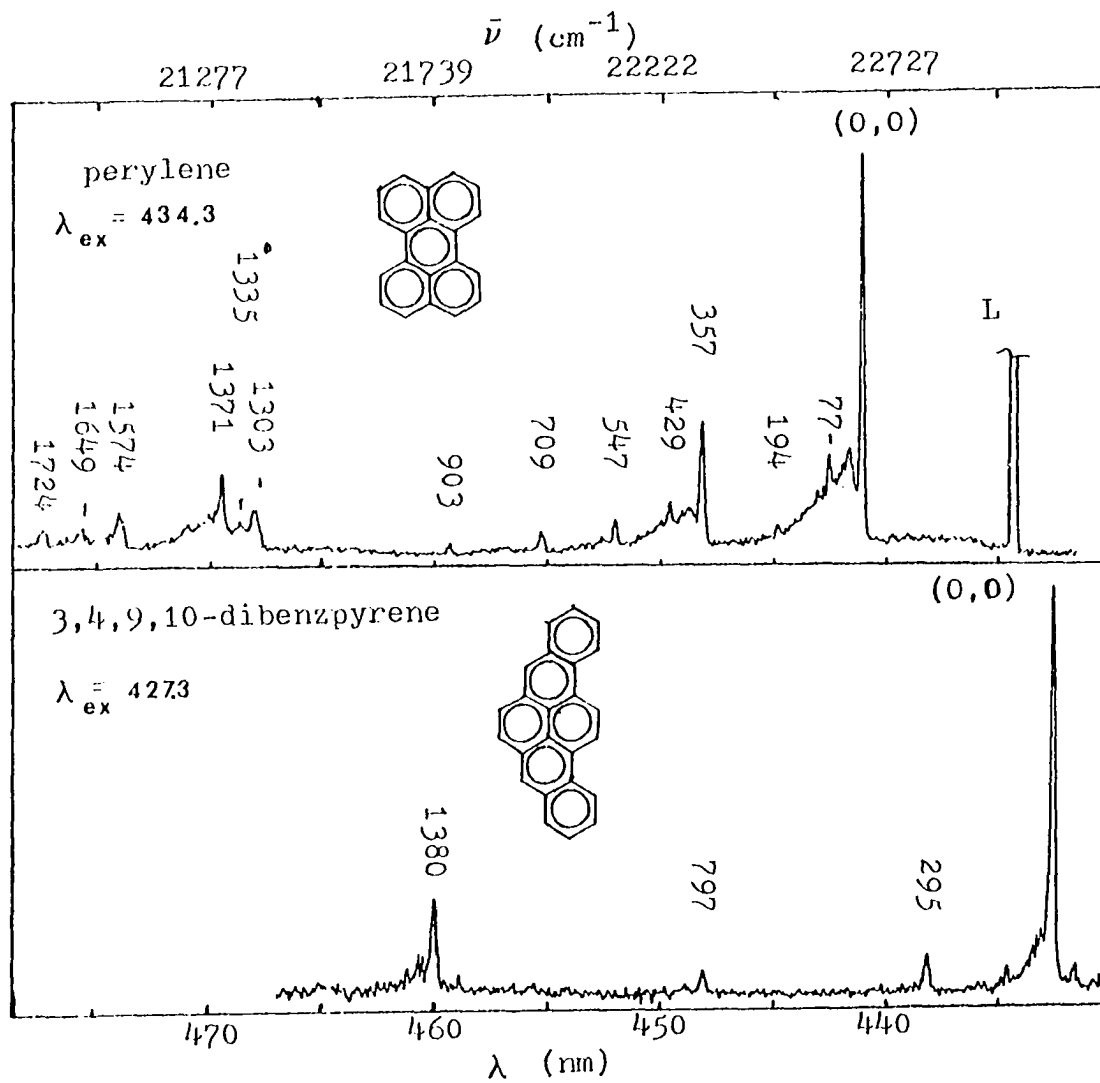 ν̄ (cm⁻¹)
21277 21739 22222 22727
(0,0)
perylene
λex = 434.3
L
1724
1649
1574
1371
1335
1303
903
709
547
429
357
194
77
(0,0)
3,4,9,10-dibenzpyrene
λex = 427.3
1380
797
295
470 460 450 440
λ (nm)